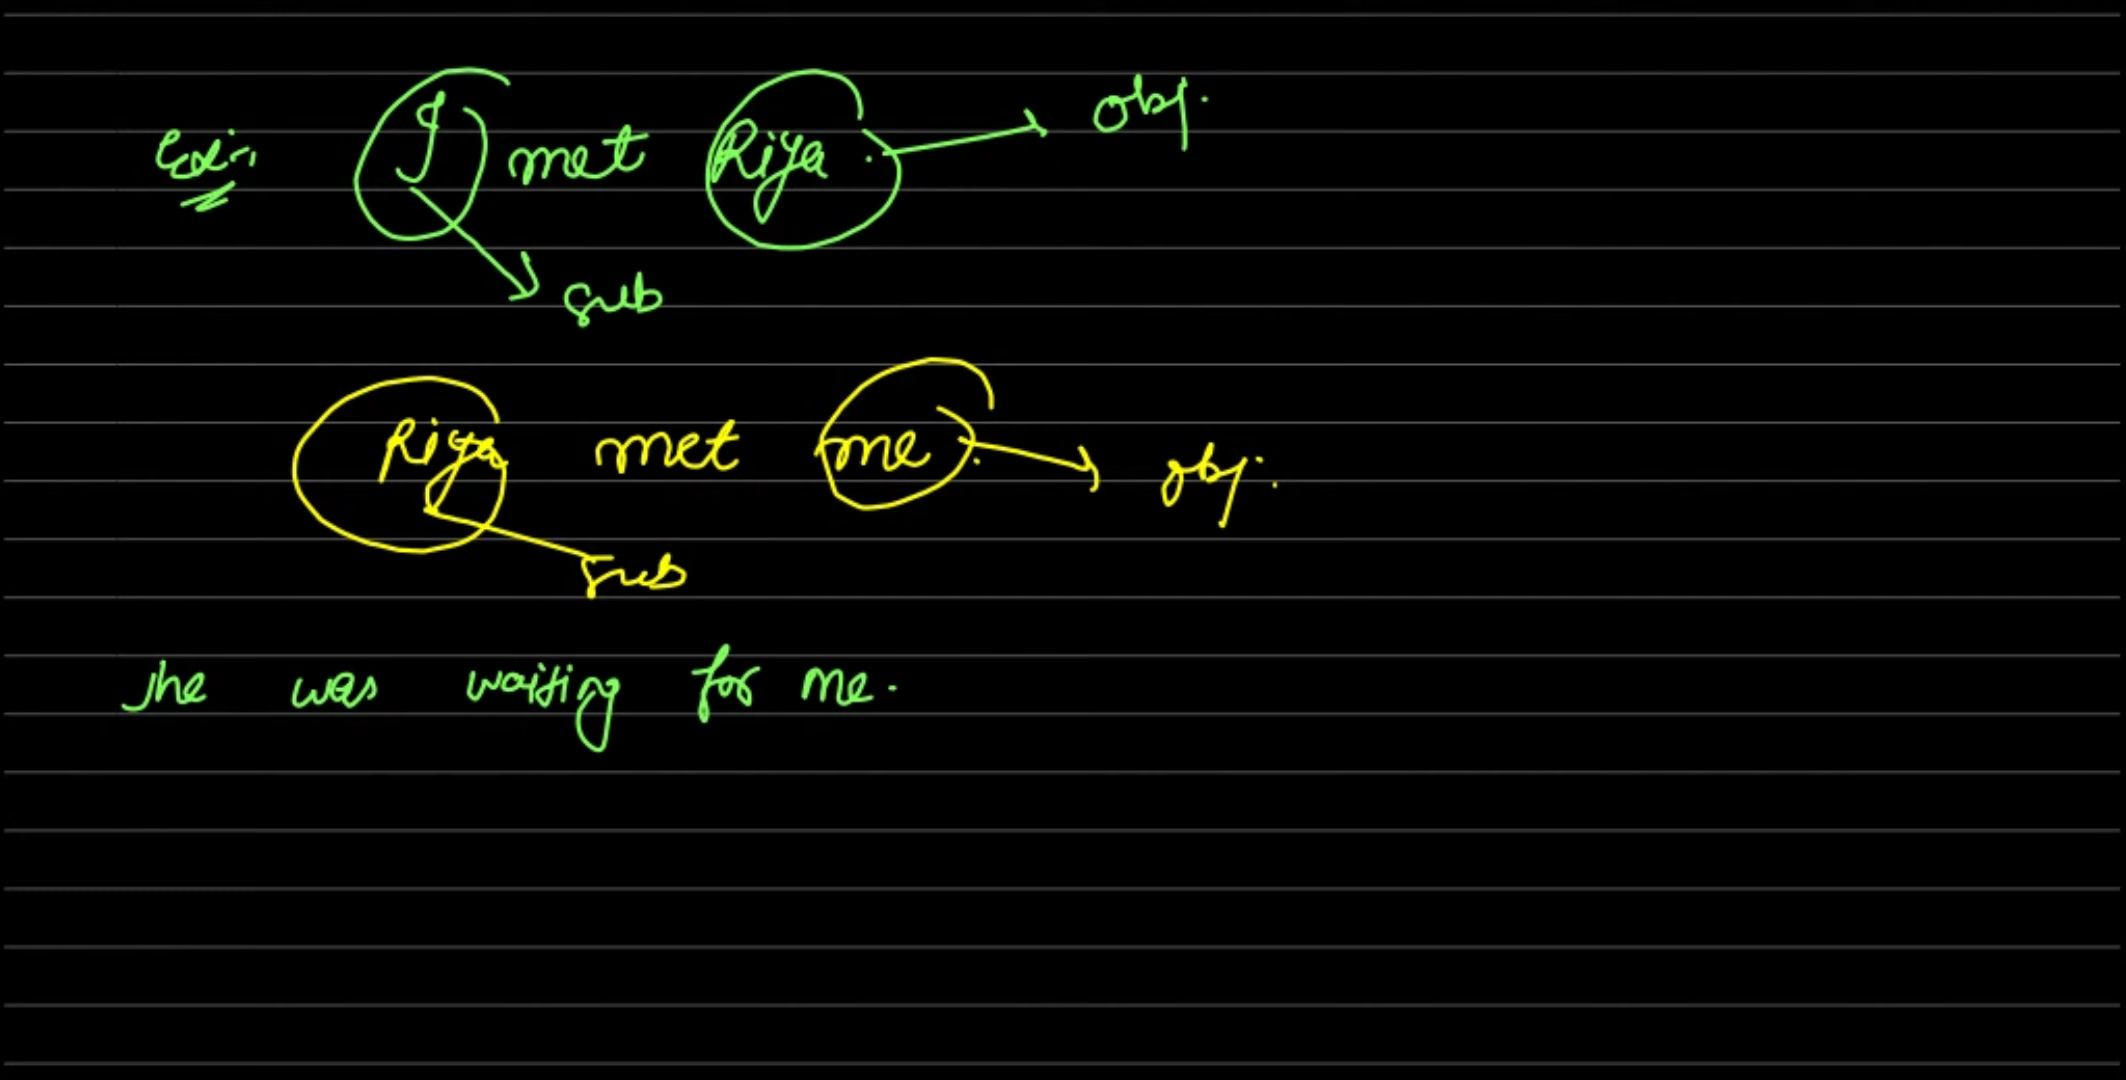 Ex:- I met Riya. → obj.
sub
Riya met me. → obj.
sub
she was waiting for me.